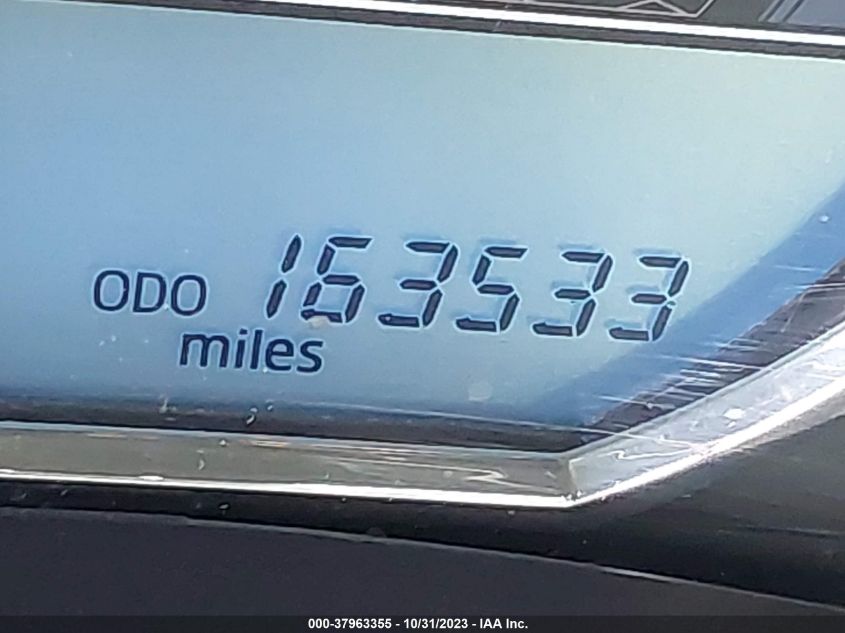 ODO 163533
miles
000-37963355 - 10/31/2023 - IAA Inc.